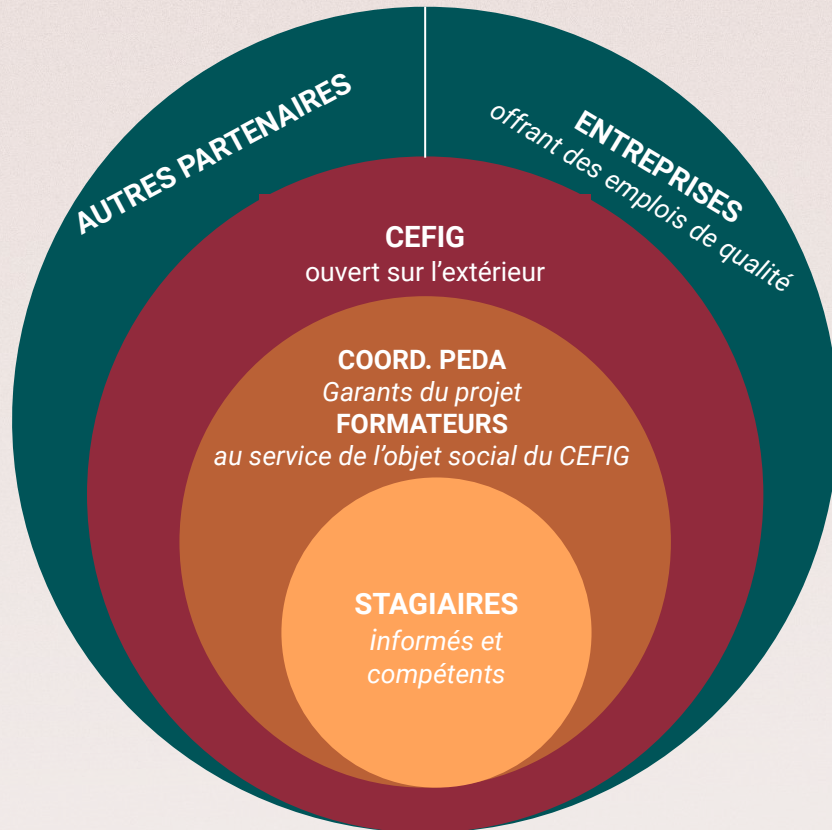 AUTRES PARTENAIRES
ENTREPRISES
offrant des emplois de qualité
CEFIG
ouvert sur l’extérieur
COORD. PEDA
Garants du projet
FORMATEURS
au service de l’objet social du CEFIG
STAGIAIRES
informés et
compétents